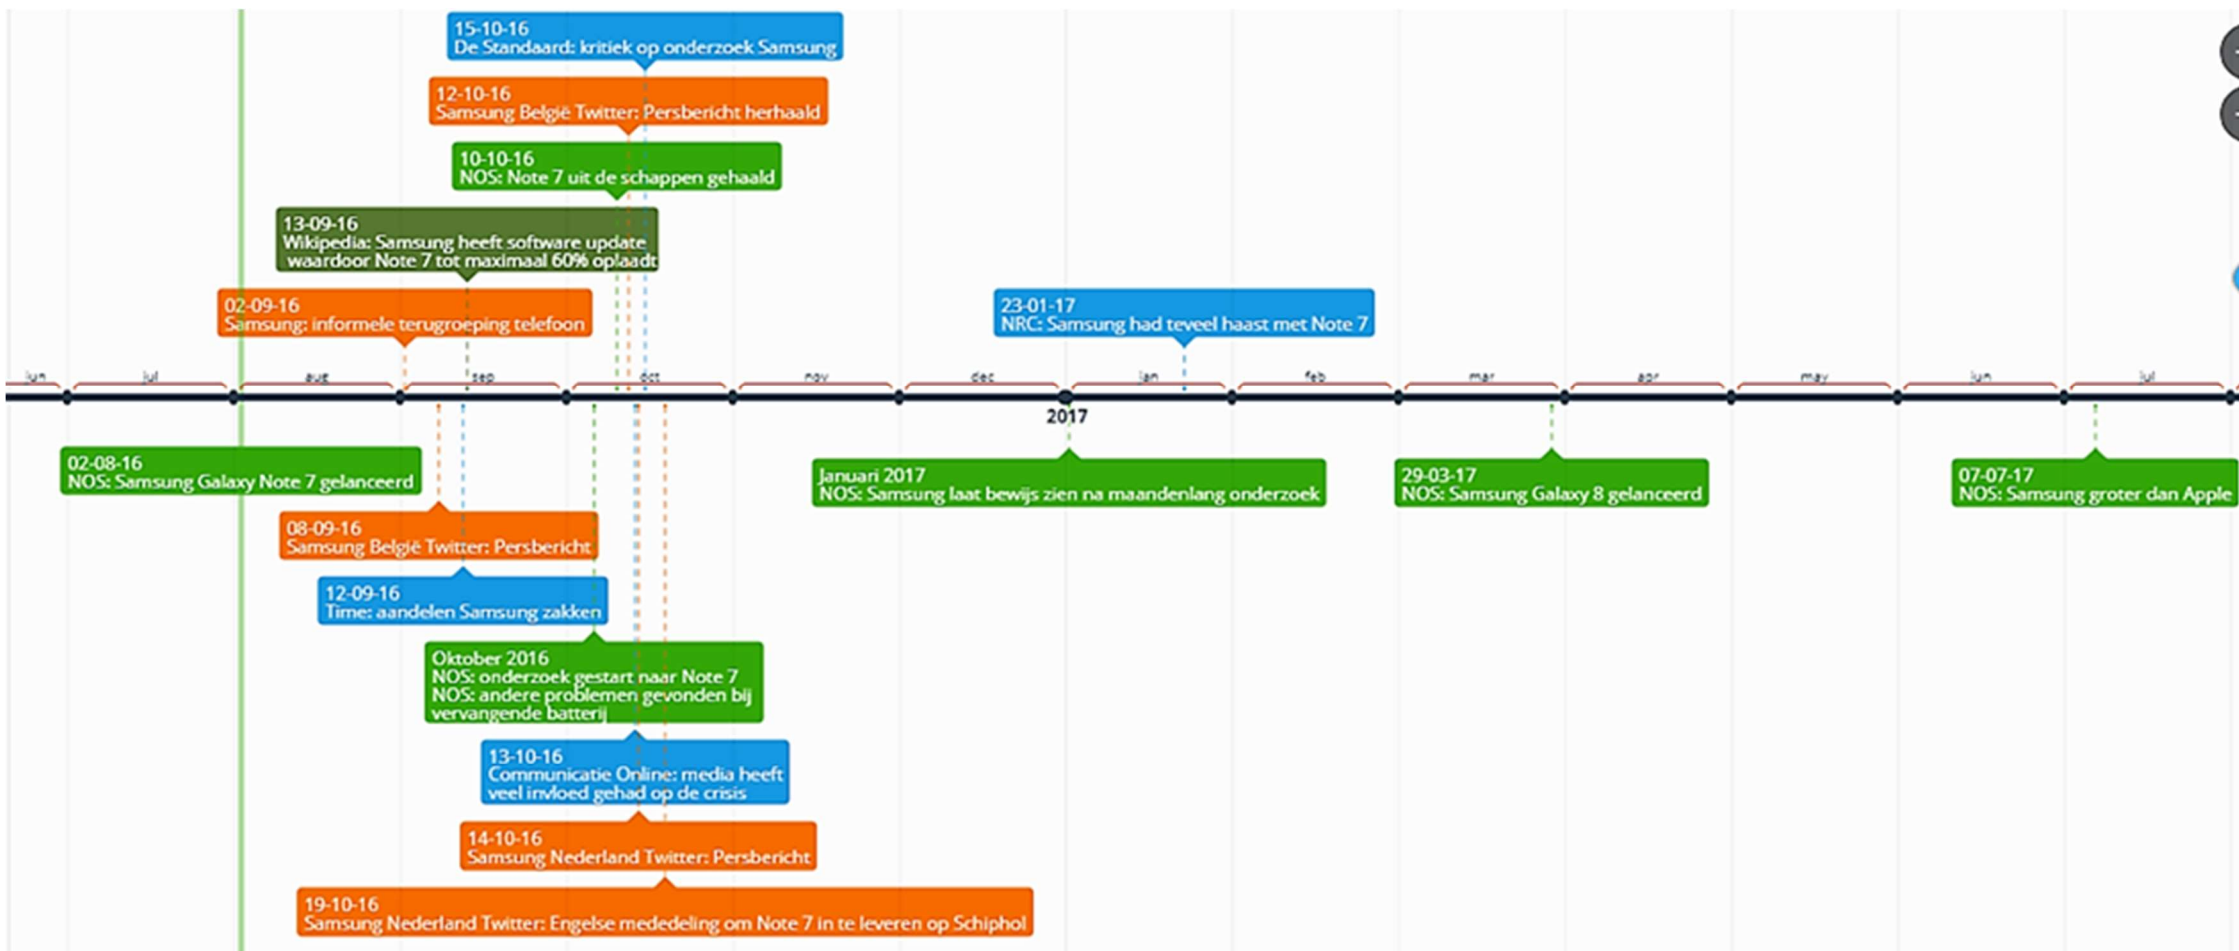 15-10-16
De Standaard: kritiek op onderzoek Samsung
12-10-16
Samsung België Twitter: Persbericht herhaald
10-10-16
NOS: Note 7 uit de schappen gehaald
13-09-16
Wikipedia: Samsung heeft software update
waardoor Note 7 tot maximaal 60% oplaadt
02-09-16
Samsung: informele terugroeping telefoon
23-01-17
NRC: Samsung had teveel haast met Note 7
jun jul aug sep oct nov dec jan feb mar apr may jun jul
2017
02-08-16
NOS: Samsung Galaxy Note 7 gelanceerd
Januari 2017
NOS: Samsung laat bewijs zien na maandenlang onderzoek
29-03-17
NOS: Samsung Galaxy 8 gelanceerd
07-07-17
NOS: Samsung groter dan Apple
08-09-16
Samsung België Twitter: Persbericht
12-09-16
Time: aandelen Samsung zakken
Oktober 2016
NOS: onderzoek gestart naar Note 7
NOS: andere problemen gevonden bij
vervangende batterij
13-10-16
Communicatie Online: media heeft
veel invloed gehad op de crisis
14-10-16
Samsung Nederland Twitter: Persbericht
19-10-16
Samsung Nederland Twitter: Engelse mededeling om Note 7 in te leveren op Schiphol